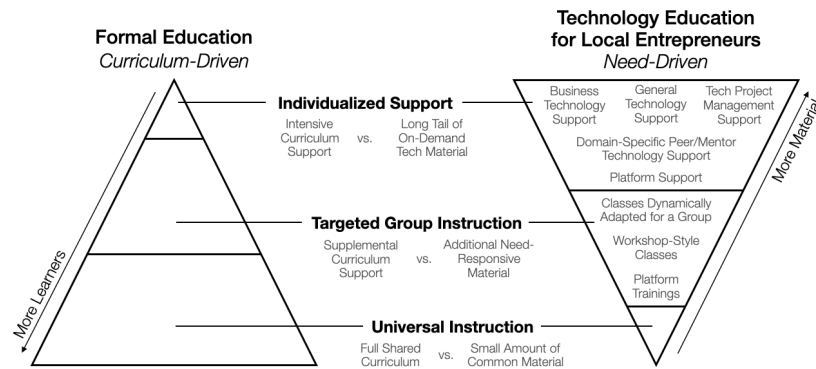 Formal Education
Curriculum-Driven
Technology Education
for Local Entrepreneurs
Need-Driven
More Learners
Individualized Support
Intensive
Curriculum
Support
vs.
Long Tail of
On-Demand
Tech Material
Targeted Group Instruction
Supplemental
Curriculum
Support
vs.
Additional Need-
Responsive
Material
Universal Instruction
Full Shared
Curriculum
vs.
Small Amount of
Common Material
Business
Technology
Support
General
Technology
Support
Tech Project
Management
Support
Domain-Specific Peer/Mentor
Technology Support
Platform Support
Classes Dynamically
Adapted for a Group
Workshop-Style
Classes
Platform
Trainings
More Material